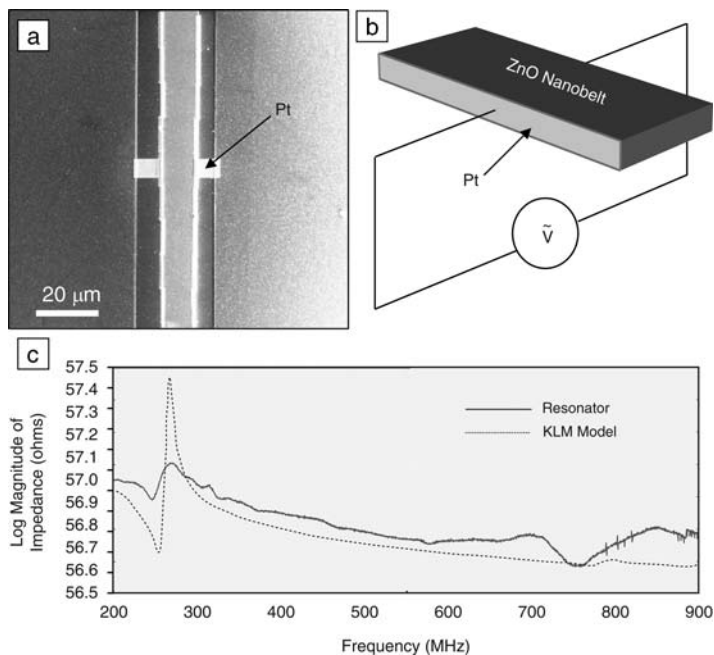 a
Pt
20 μm
b
ZnO Nanobelt
Pt
Ṽ
c
Log Magnitude of
Impedance (ohms)
57.5
57.4
57.3
57.2
57.1
57.0
56.9
56.8
56.7
56.6
56.5
Resonator
KLM Model
200
300
400
500
600
700
800
900
Frequency (MHz)